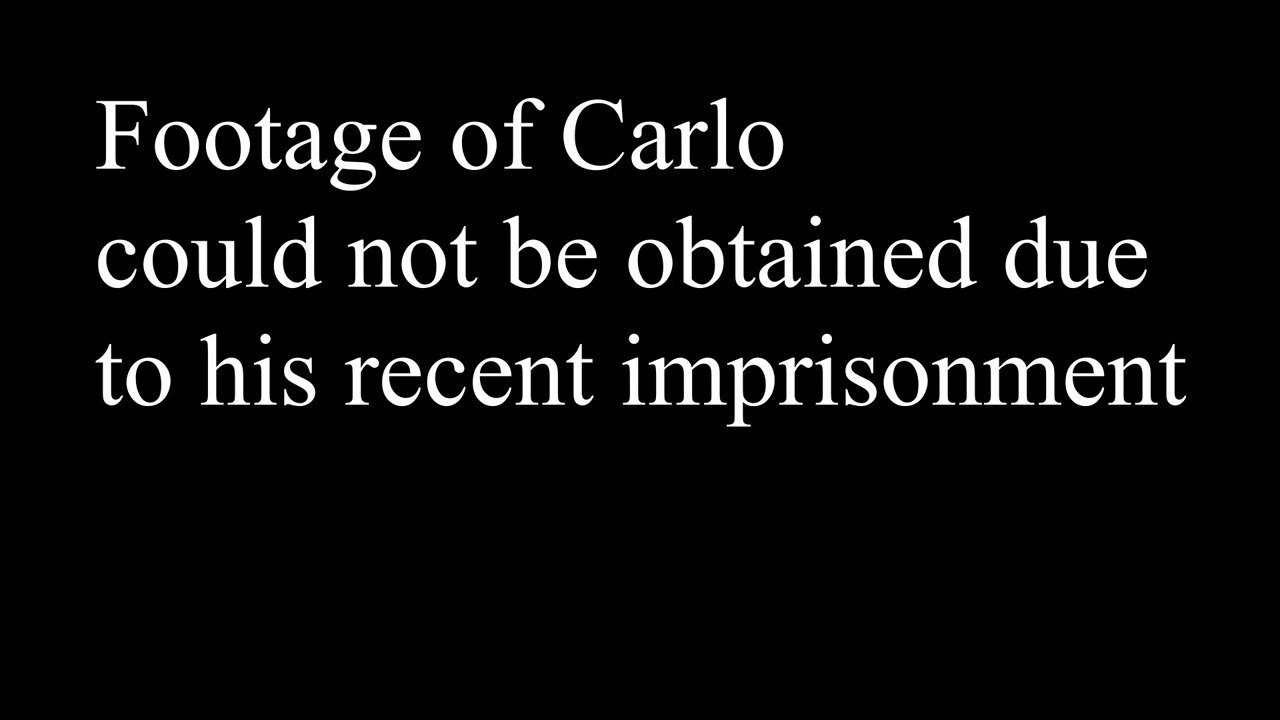 Footage of Carlo
could not be obtained due
to his recent imprisonment